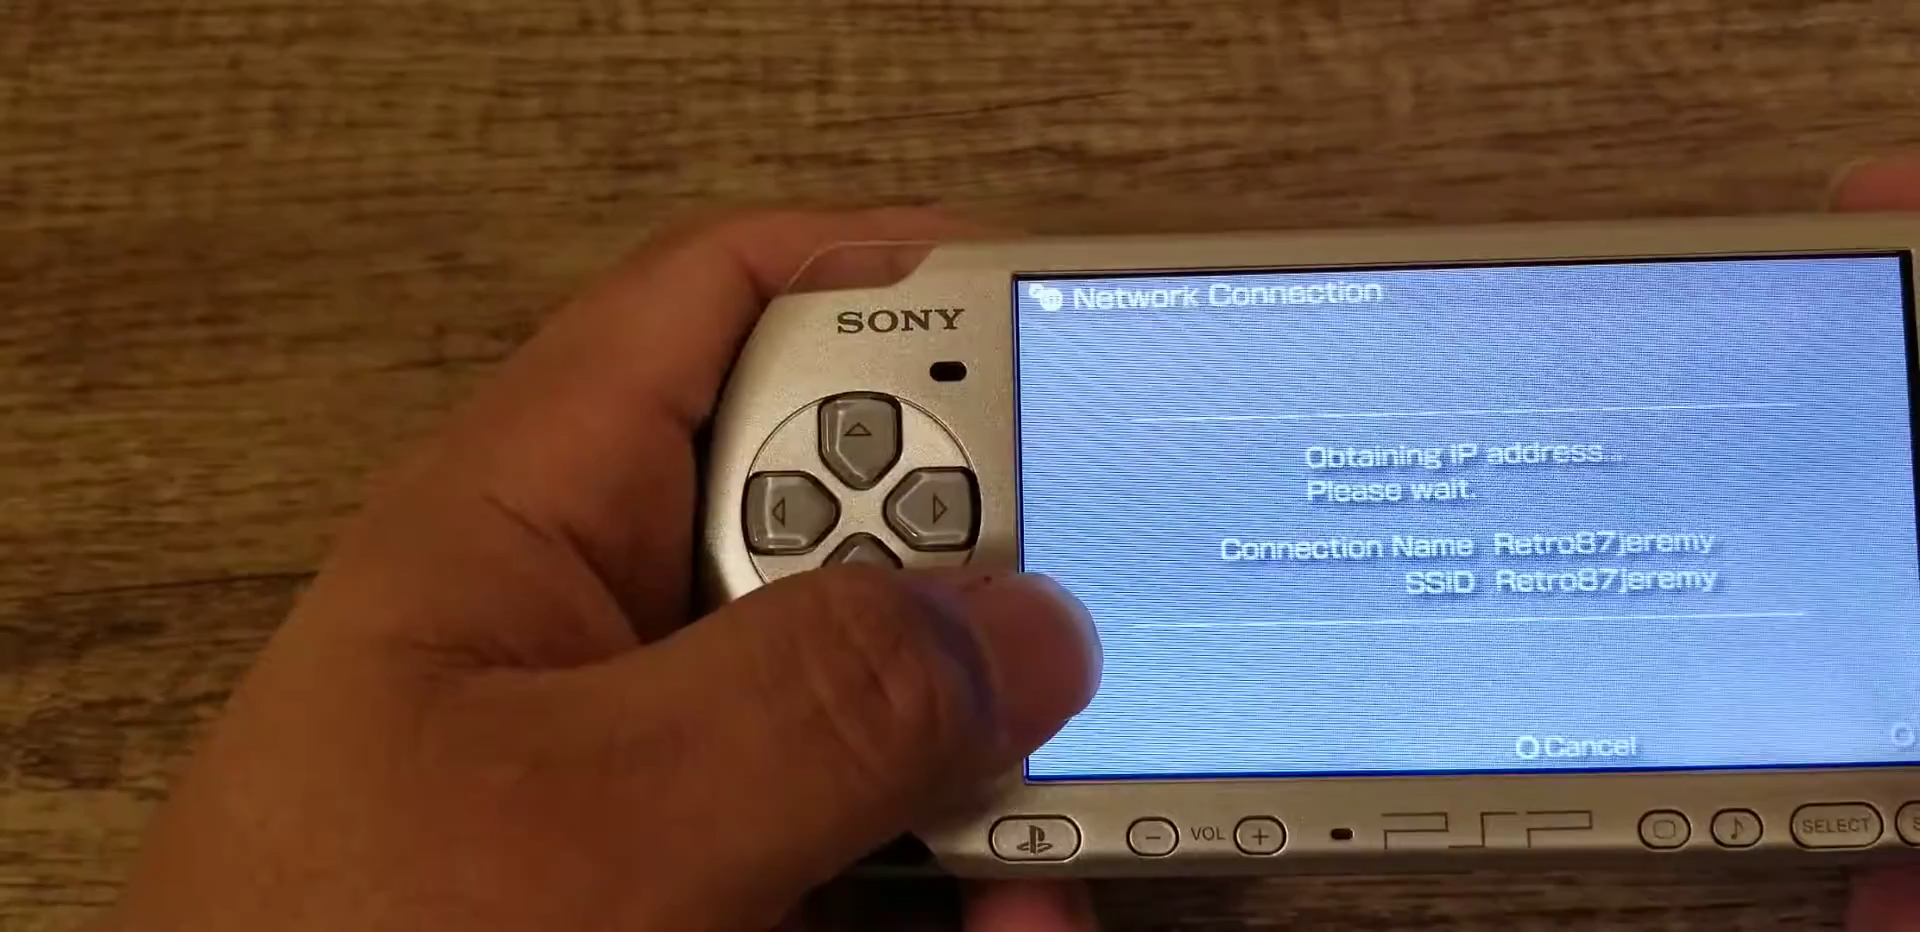 SONY
Network Connection
Obtaining IP address...
Please wait.
Connection Name Retro87jeremy
SSID Retro87jeremy
Cancel
VOL
PSP
SELECT